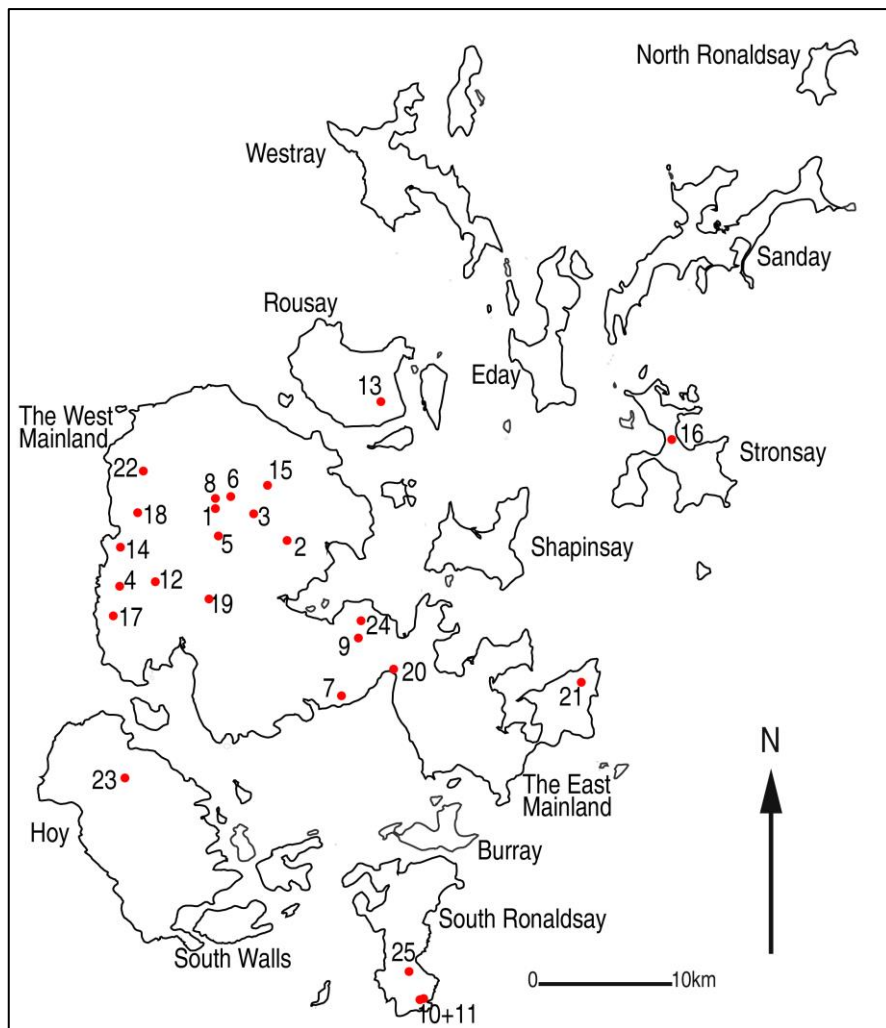 North Ronaldsay
Westray
Sanday
Rousay
Eday
13
The West
Mainland
16
Stronsay
22
8
6
15
18
1
3
5
2
14
Shapinsay
4
12
19
17
24
9
20
7
21
N
23
The East
Mainland
Hoy
Burray
South Ronaldsay
25
South Walls
0
10km
10+11